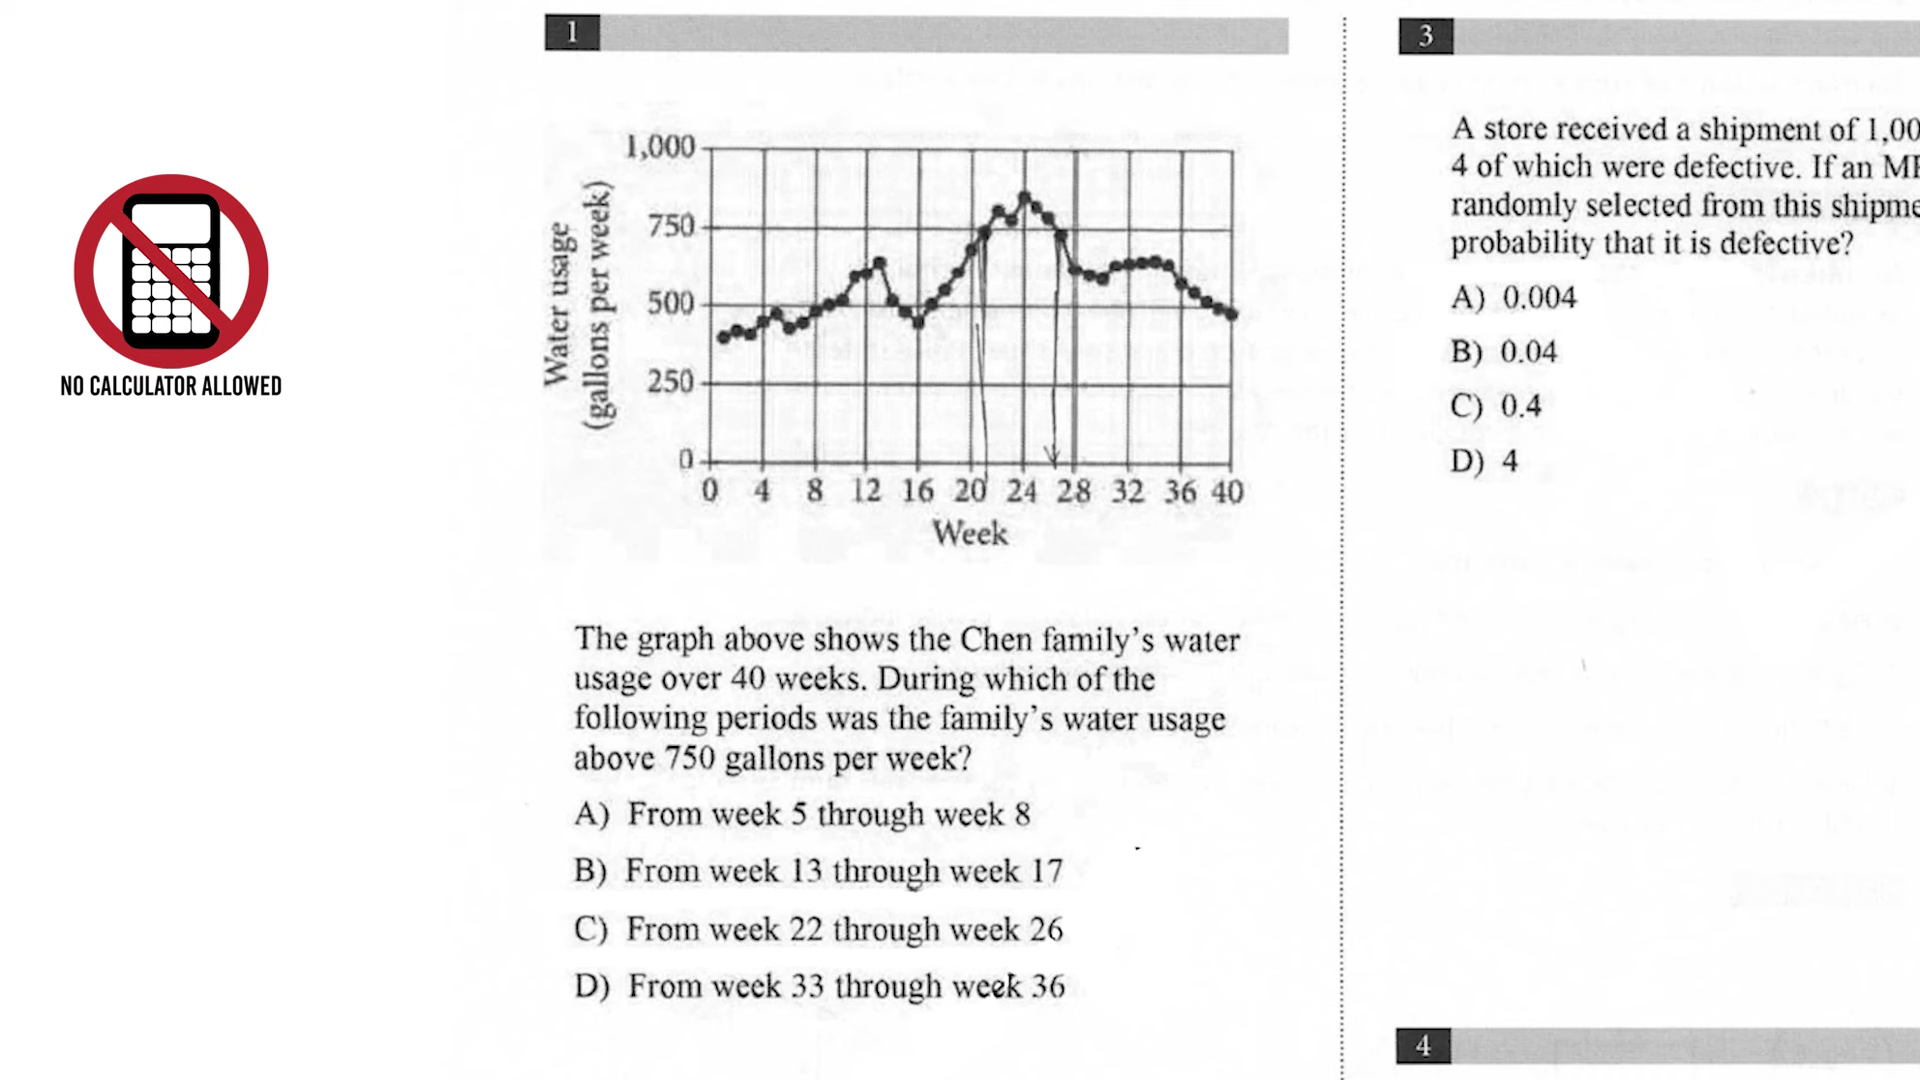 NO CALCULATOR ALLOWED
1
Water usage
(gallons per week)
1,000
750
500
250
0
0 4 8 12 16 20 24 28 32 36 40
Week
The graph above shows the Chen family's water
usage over 40 weeks. During which of the
following periods was the family's water usage
above 750 gallons per week?
A) From week 5 through week 8
B) From week 13 through week 17
C) From week 22 through week 26
D) From week 33 through week 36
3
A store received a shipment of 1,00
4 of which were defective. If an
randomly selected from this shipme
probability that it is defective?
A) 0.004
B) 0.04
C) 0.4
D) 4
4